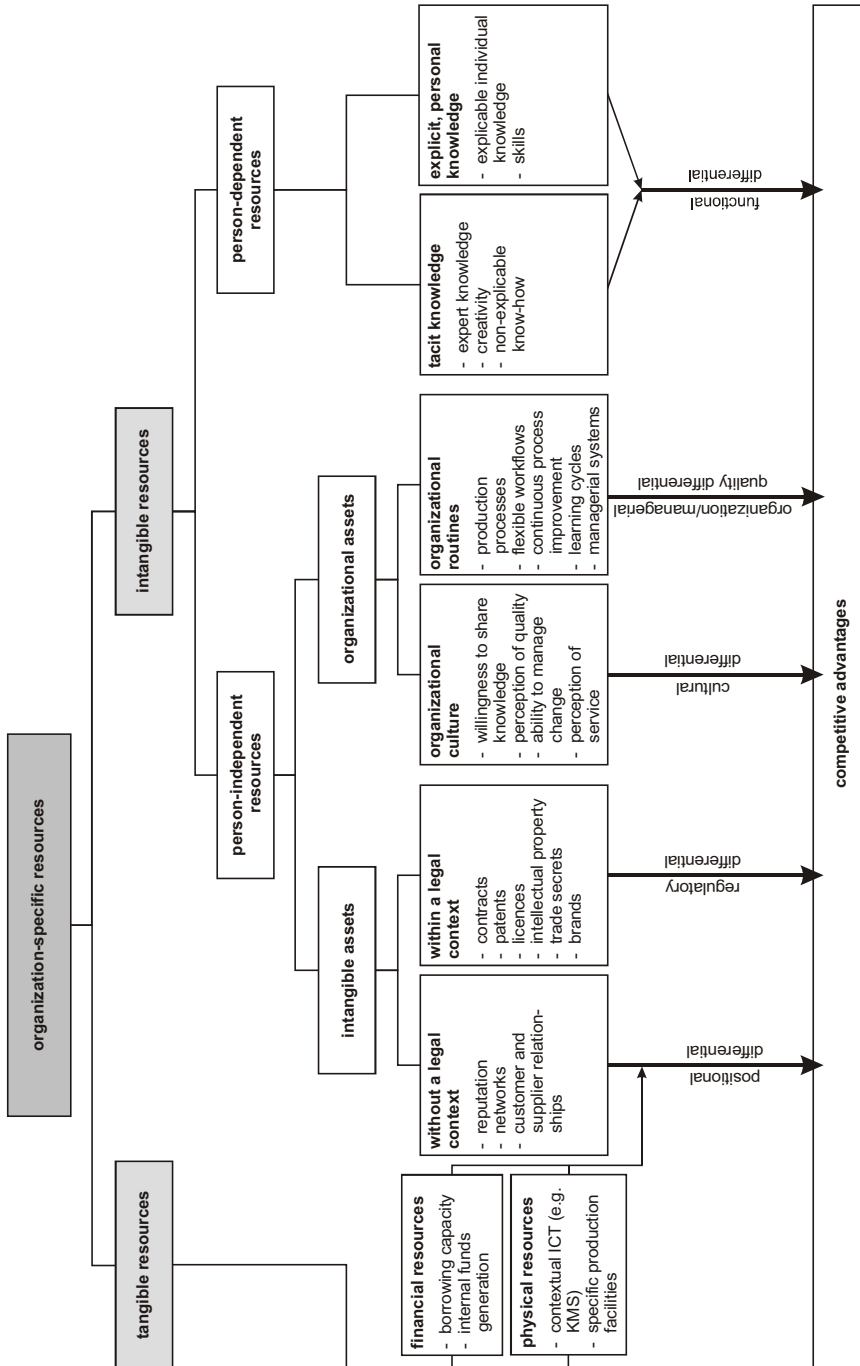 organization-specific resources
tangible resources
intangible resources
person-independent
resources
person-dependent
resources
intangible assets
organizational assets
financial resources
- borrowing capacity
- internal funds
generation
physical resources
- contextual ICT (e.g.
KMS)
- specific production
facilities
without a legal
context
- reputation
- networks
- customer and
supplier relation-
ships
within a legal
context
- contracts
- patents
- licences
- intellectual property
- trade secrets
- brands
organizational
culture
- willingness to share
knowledge
- perception of quality
- ability to manage
change
- perception of
service
organizational
routines
- production
processes
- flexible workflows
- continuous process
improvement
- learning cycles
- managerial systems
tacit knowledge
- expert knowledge
- creativity
- non-explicable
know-how
explicit, personal
knowledge
- explicable individual
knowledge
- skills
positional
differential
regulatory
differential
cultural
differential
organization/managerial
quality differential
functional
differential
competitive advantages